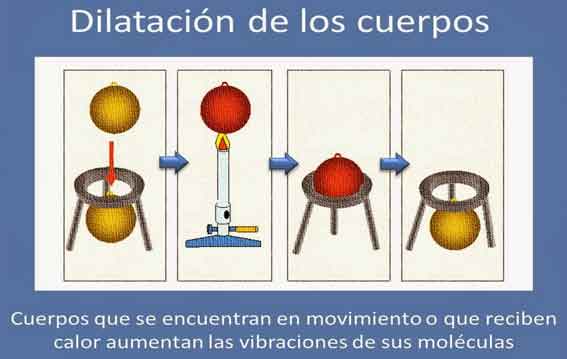 Dilatación de los cuerpos
Cuerpos que se encuentran en movimiento o que reciben
calor aumentan las vibraciones de sus moléculas